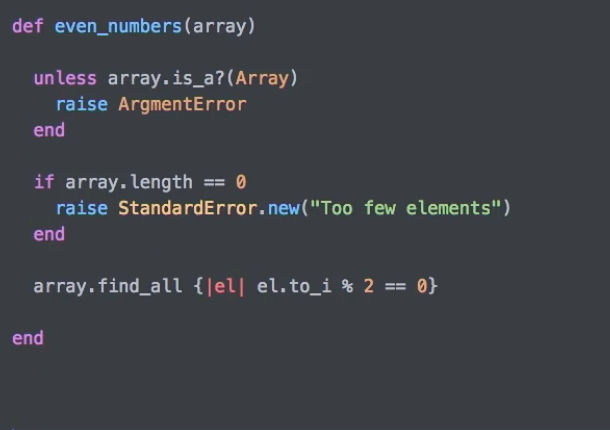 def even_numbers(array)
unless array.is_a?(Array)
raise ArgmentError
end
if array.length == 0
raise StandardError.new("Too few elements")
end
array.find_all {|el| el.to_i % 2 == 0}
end